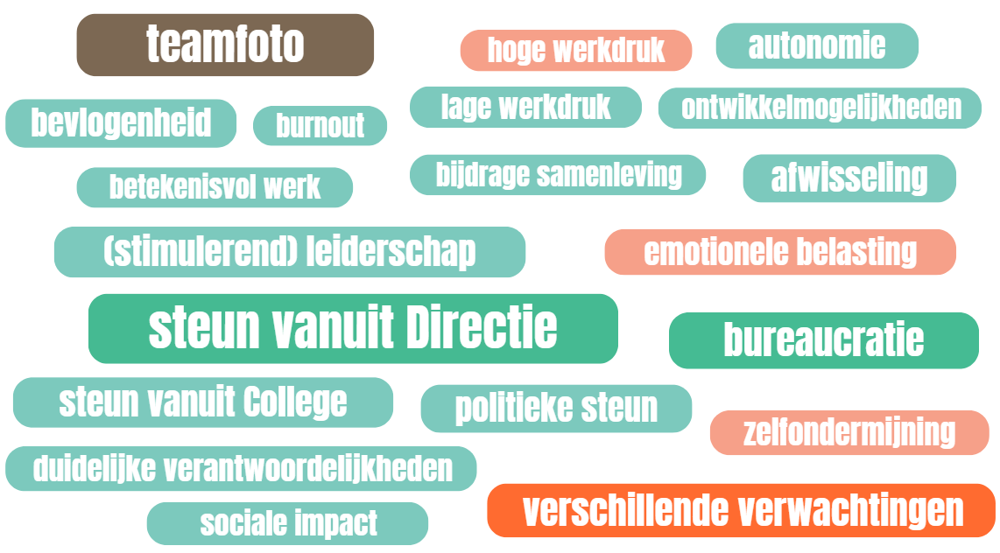 teamfoto
hoge werkdruk
autonomie
bevlogenheid
burnout
lage werkdruk
ontwikkelmogelijkheden
betekenisvol werk
bijdrage samenleving
afwisseling
(stimulerend) leiderschap
emotionele belasting
steun vanuit Directie
bureaucratie
steun vanuit College
politieke steun
zelfondermijning
duidelijke verantwoordelijkheden
verschillende verwachtingen
sociale impact